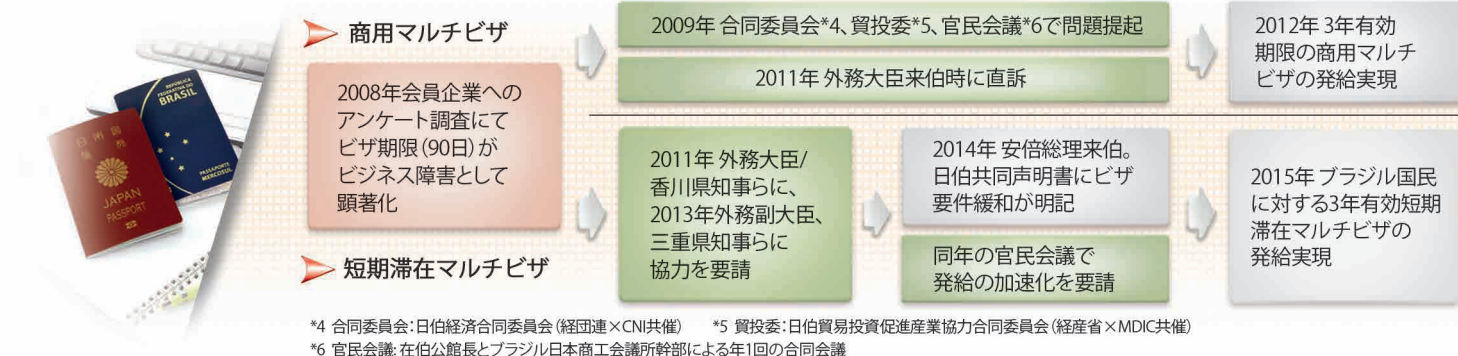 商用マルチビザ
2008年会員企業への
アンケート調査にて
ビザ期限（90日）が
ビジネス障害として
顕著化
短期滞在マルチビザ
2009年 合同委員会*4、貿投委*5、官民会議*6で問題提起
2011年 外務大臣来伯時に直訴
2012年 3年有効
期限の商用マルチ
ビザの発給実現
2011年 外務大臣/
香川県知事らに、
2013年外務副大臣、
三重県知事らに
協力を要請
2014年 安倍総理来伯。
日伯共同声明書にビザ
要件緩和が明記
同年の官民会議で
発給の加速化を要請
2015年 ブラジル国民
に対する3年有効短期
滞在マルチビザの
発給実現
REPÚBLICA
FEDERATIVA DO
BRASIL
PASSAPORTE
MERCOSUL
日本国
旅券
JAPAN
PASSPORT
*4 合同委員会：日伯経済合同委員会（経団連×CNI共催） *5 貿投委：日伯貿易投資促進産業協力合同委員会（経産省×MDIC共催）
*6 官民会議: 在伯公館長とブラジル日本商工会議所幹部による年1回の合同会議